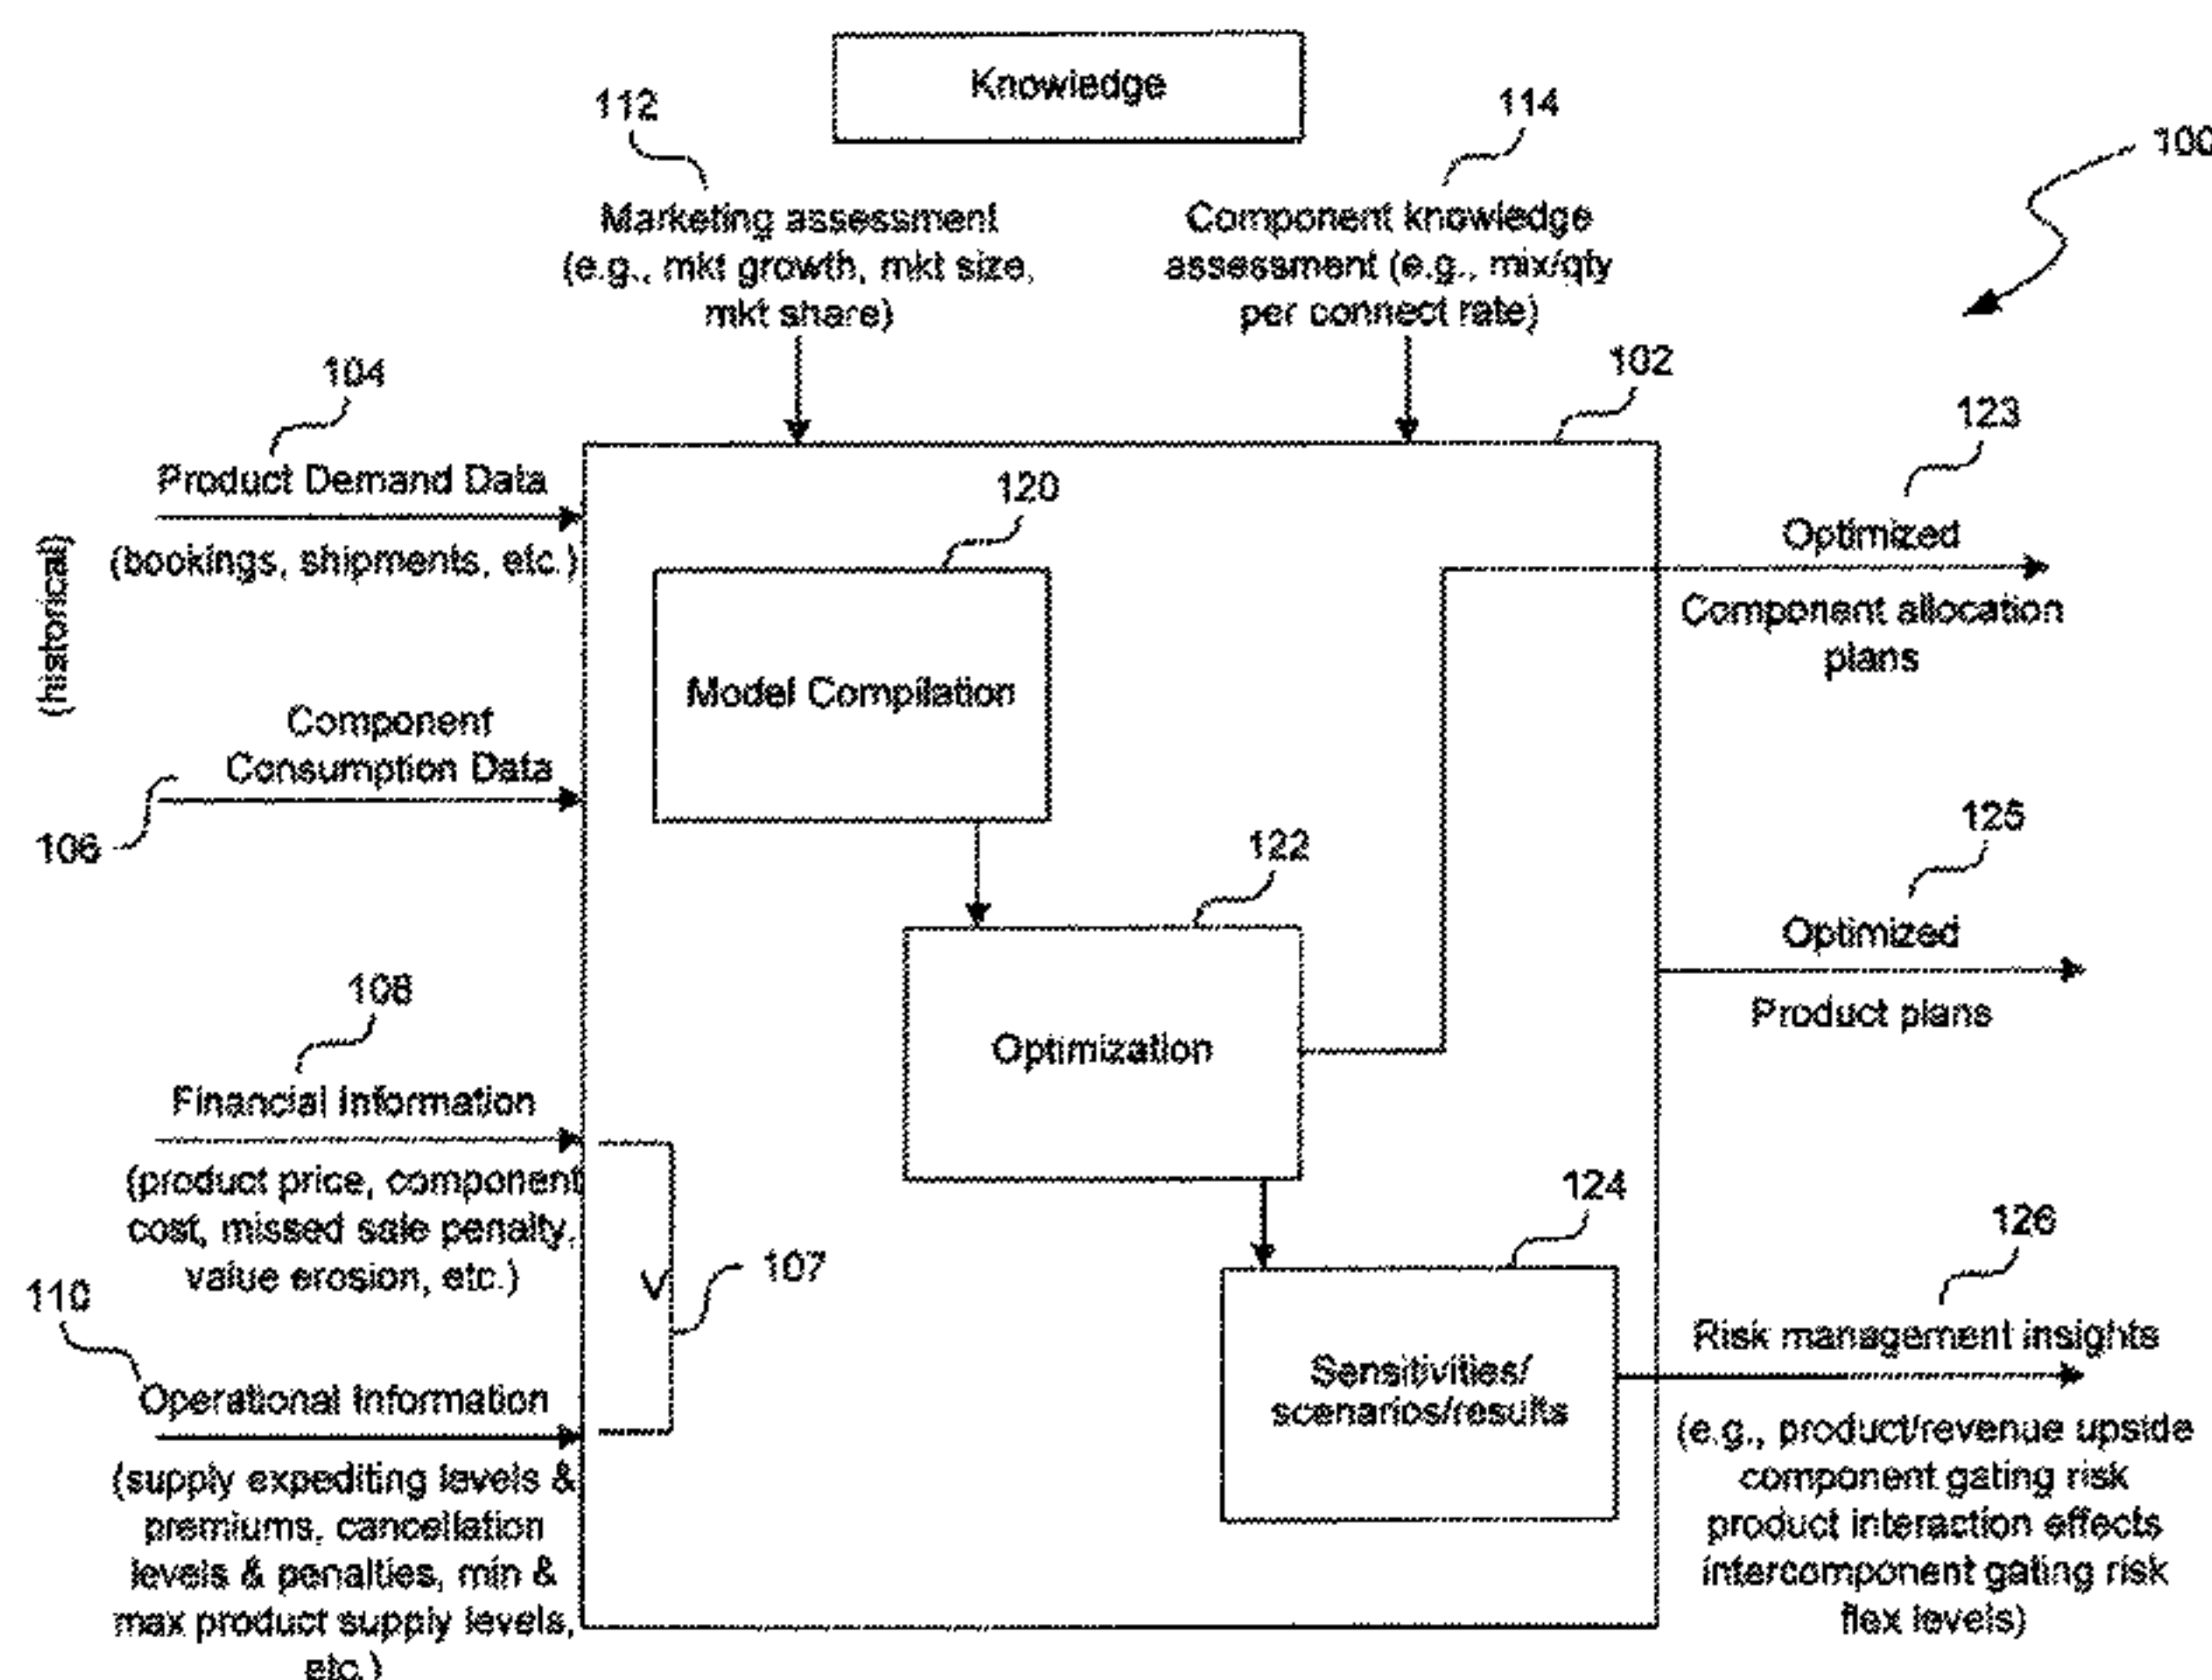 Knowledge
112
114
100
Marketing assessment
(e.g., mkt growth, mkt size,
mkt share)
Component knowledge
assessment (e.g., mix/qty
per connect rate)
102
104
123
Product Demand Data
(bookings, shipments, etc.)
(historical)
120
Optimized
Component allocation
plans
Model Compilation
Component
Consumption Data
106
122
125
Optimized
Product plans
Optimization
108
Financial Information
(product price, component
cost, missed sale penalty,
value erosion, etc.)
107
124
126
110
Operational Information
(supply expediting levels &
premiums, cancellation
levels & penalties, min &
max product supply levels,
etc.)
Sensitivities/
scenarios/results
Risk management insights
(e.g., product/revenue upside
component gating risk
product interaction effects
intercomponent gating risk
flex levels)